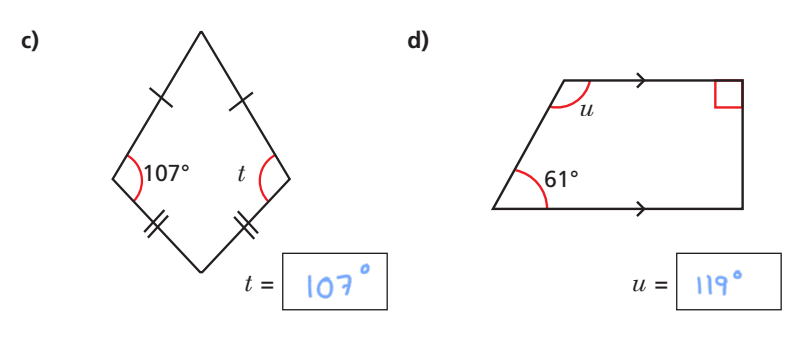 c)
107°
t
t = 107°
d)
u
61°
u = 119°